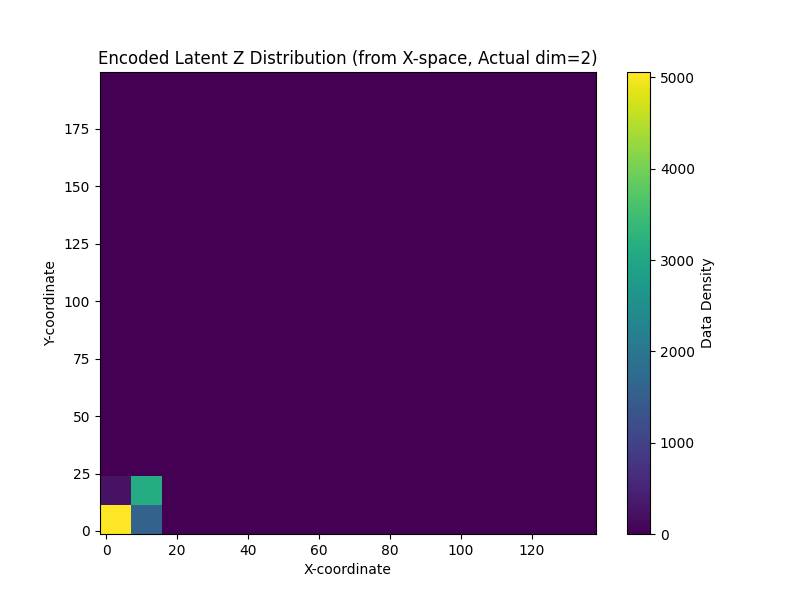 Encoded Latent Z Distribution (from X-space, Actual dim=2)
175
150
125
100
75
50
25
0
Y-coordinate
0 20 40 60 80 100 120
X-coordinate
5000
4000
3000
2000
1000
0
Data Density